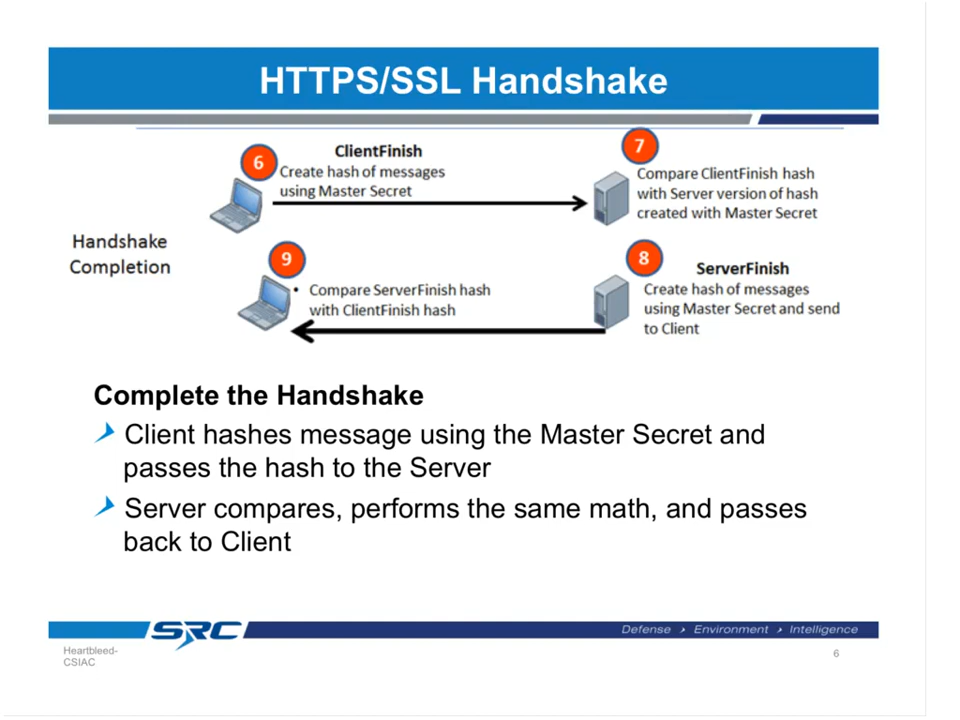 HTTPS/SSL Handshake
6
ClientFinish
Create hash of messages
using Master Secret
7
Compare ClientFinish hash
with Server version of hash
created with Master Secret
Handshake
Completion
9
• Compare ServerFinish hash
with ClientFinish hash
8
ServerFinish
Create hash of messages
using Master Secret and send
to Client
Complete the Handshake
Client hashes message using the Master Secret and
passes the hash to the Server
Server compares, performs the same math, and passes
back to Client
SRC
Defense › Environment › Intelligence
Heartbleed-
CSIAC
6